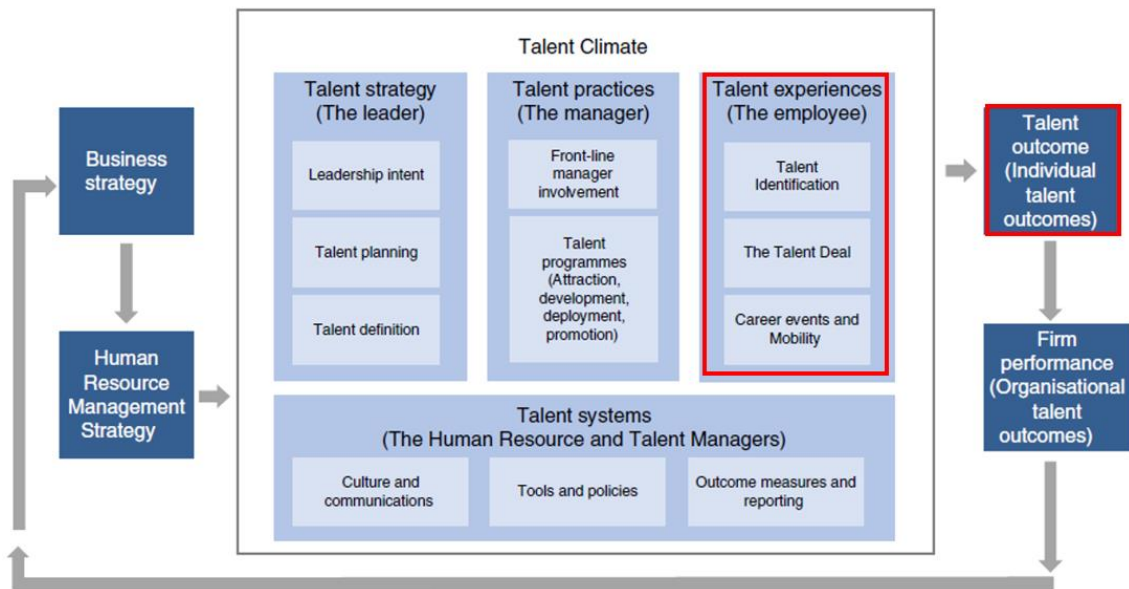 Talent Climate
Talent strategy
(The leader)
Leadership intent
Talent planning
Talent definition
Talent practices
(The manager)
Front-line
manager
involvement
Talent
programmes
(Attraction,
development,
deployment,
promotion)
Talent experiences
(The employee)
Talent
Identification
The Talent Deal
Career events and
Mobility
Talent systems
(The Human Resource and Talent Managers)
Culture and
communications
Tools and policies
Outcome measures and
reporting
Business
strategy
Human
Resource
Management
Strategy
Talent
outcome
(Individual
talent
outcomes)
Firm
performance
(Organisational
talent
outcomes)